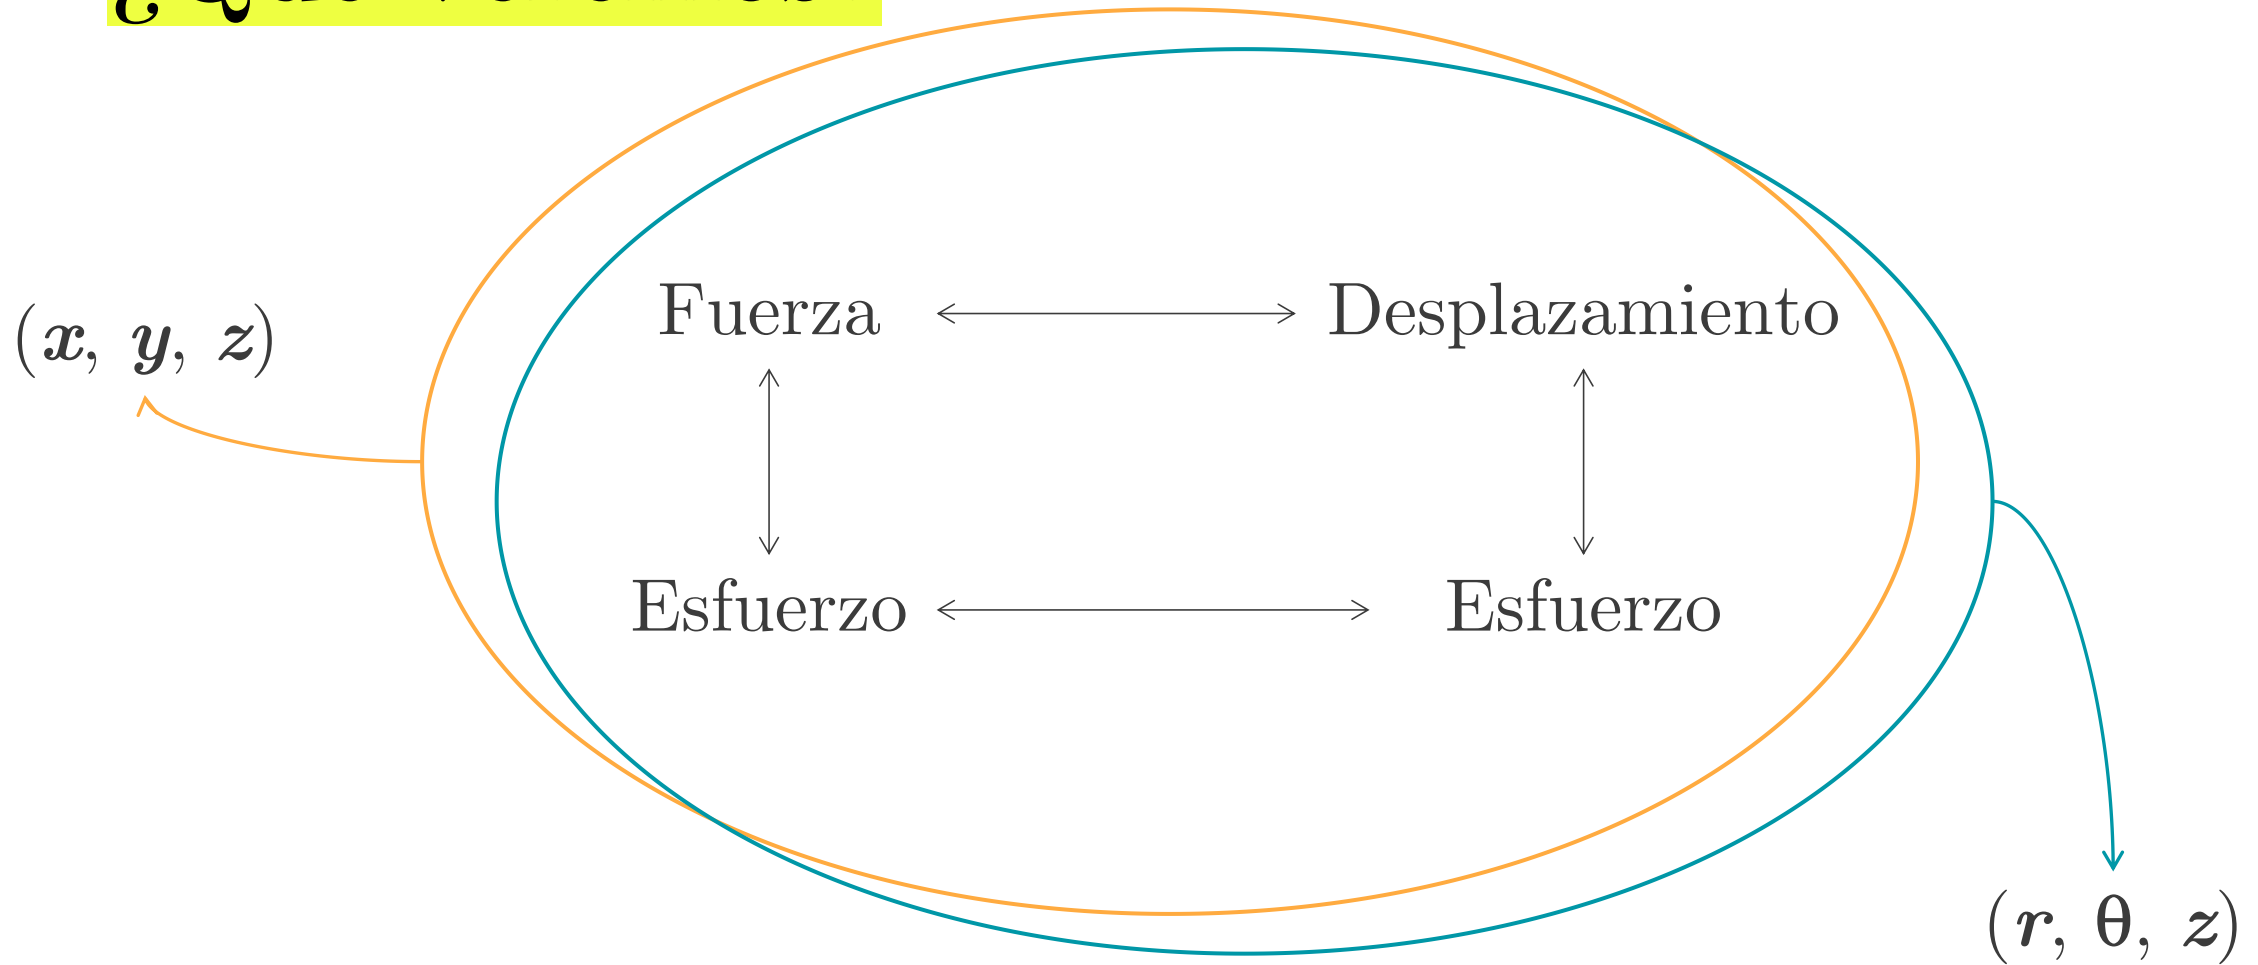 (x, y, z)
Fuerza
Desplazamiento
Esfuerzo
Esfuerzo
(r, θ, z)